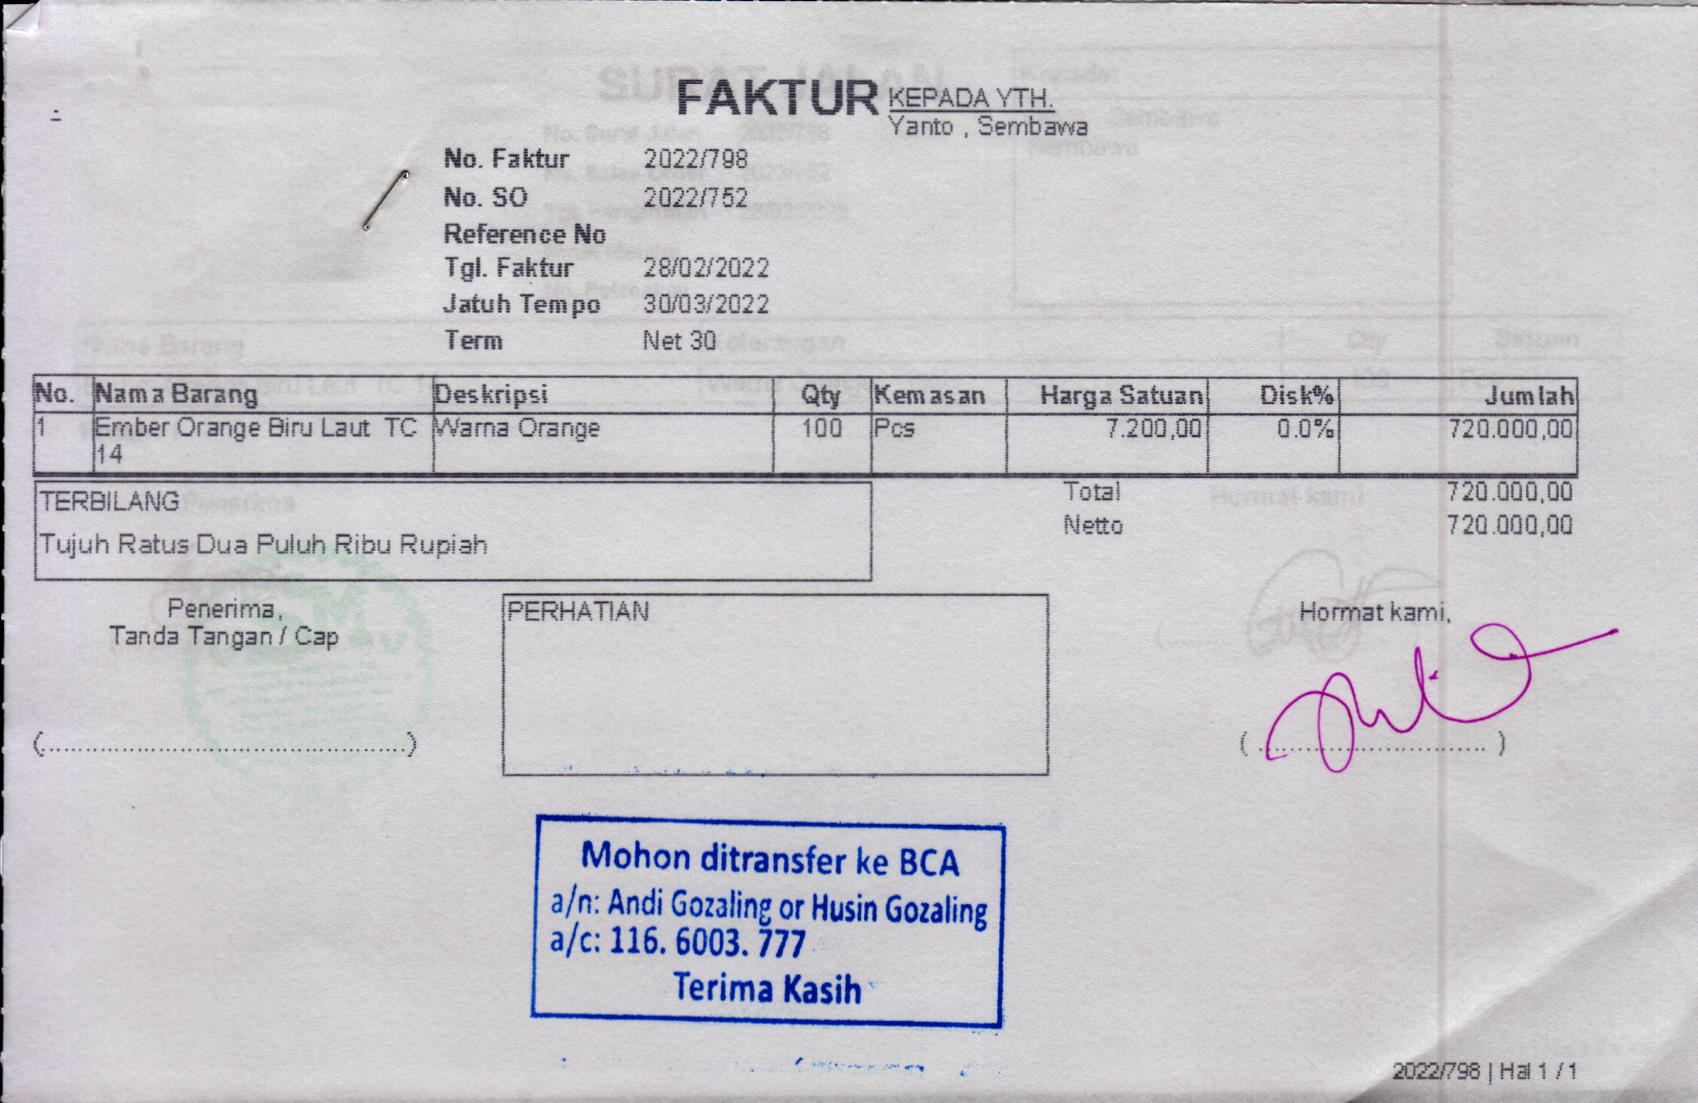 FAKTUR
KEPADA YTH.
Yanto , Sembawa
No. Faktur 2022/798
No. SO 2022/752
Reference No
Tgl. Faktur 28/02/2022
Jatuh Tempo 30/03/2022
Term Net 30
No. Nama Barang Deskripsi Qty Kemasan Harga Satuan Disk% Jumlah
1 Ember Orange Biru Laut TC Warna Orange 100 Pcs 7.200,00 0.0% 720.000,00
14
TERBILANG
Tujuh Ratus Dua Puluh Ribu Rupiah
Total 720.000,00
Netto 720.000,00
Penerima,
Tanda Tangan / Cap
(..............................................)
PERHATIAN
Hormat kami,
( .............................. )
Mohon ditransfer ke BCA
a/n: Andi Gozaling or Husin Gozaling
a/c: 116. 6003. 777
Terima Kasih
2022/798 | Hal 1 / 1